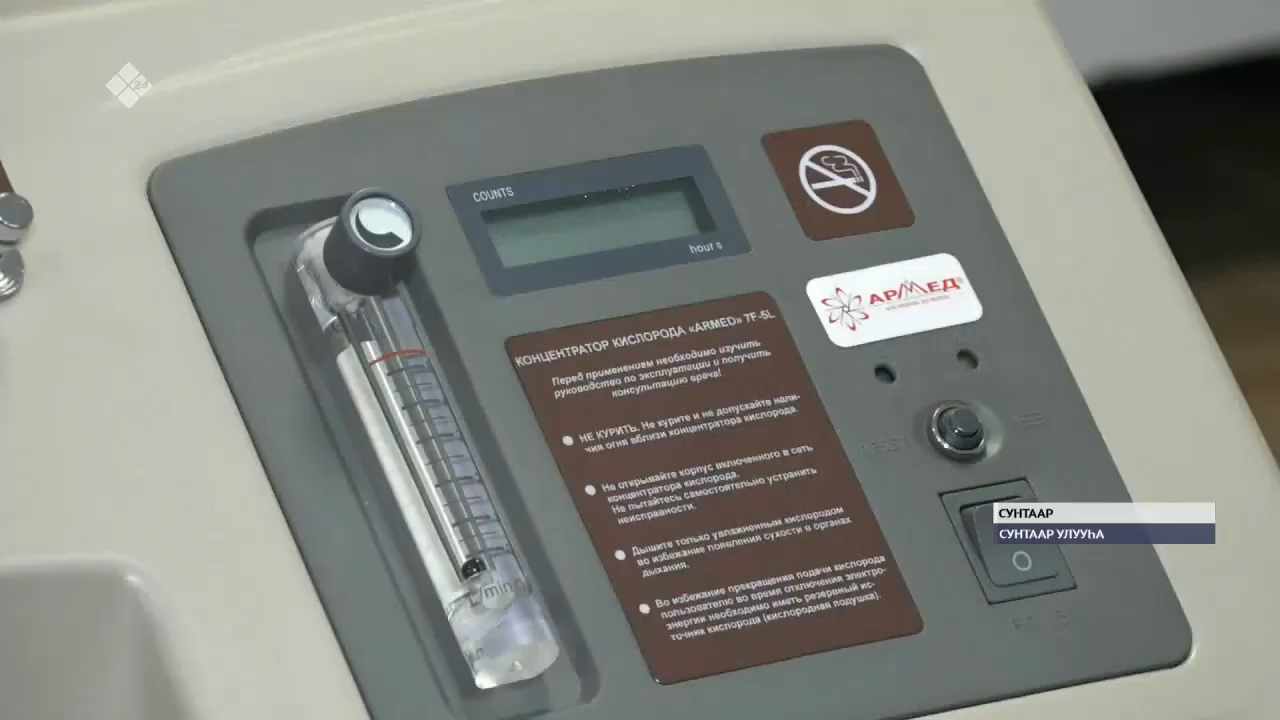 24
COUNTS
hours
АРМЕД®
КОНЦЕНТРАТОР КИСЛОРОДА «ARMED» 7F-5L
Перед применением необходимо изучить
руководство по эксплуатации и получить
консультацию врача!
НЕ КУРИТЬ. Не курите и не допускайте нали-
чия огня вблизи концентратора кислорода.
Не открывайте корпус включенного в сеть
концентратора кислорода.
Не пытайтесь самостоятельно устранить
неисправности.
Дышите только увлажненным кислородом
во избежание появления сухости в органах
дыхания.
Во избежание прекращения подачи кислорода
пользователю во время отключения электро-
энергии необходимо иметь резервный ис-
точник кислорода (кислородная подушка).
L/min
RESET
СУНТААР
СУНТААР УЛУУҺА